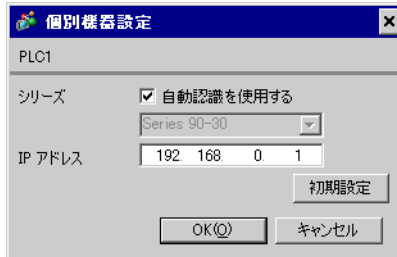 個別機器設定
PLC1
シリーズ
自動認識を使用する
Series 90-30
IP アドレス
192. 168. 0. 1
初期設定
OK(O)
キャンセル